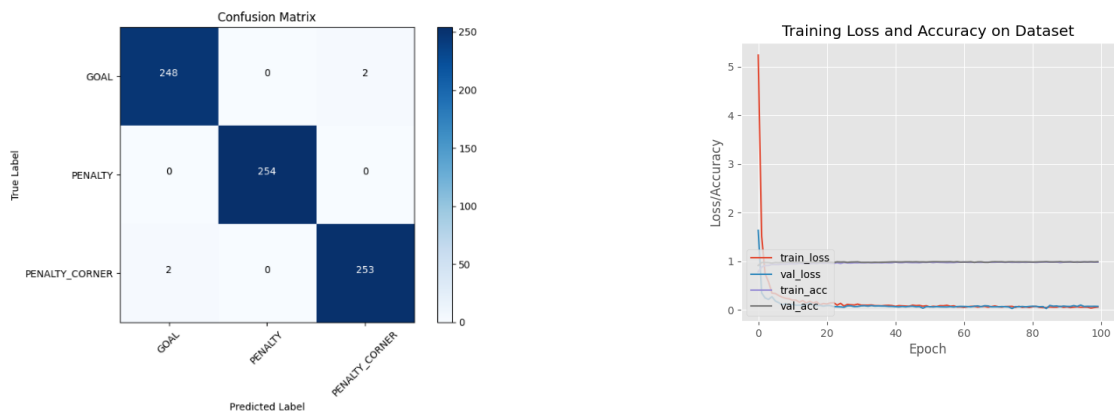 Confusion Matrix
GOAL
PENALTY
PENALTY_CORNER
True Label
248 0 2
0 254 0
2 0 253
GOAL
PENALTY
PENALTY_CORNER
Predicted Label
250
200
150
100
50
0
Training Loss and Accuracy on Dataset
Loss/Accuracy
5
4
3
2
1
0
train_loss
val_loss
train_acc
val_acc
0 20 40 60 80 100
Epoch